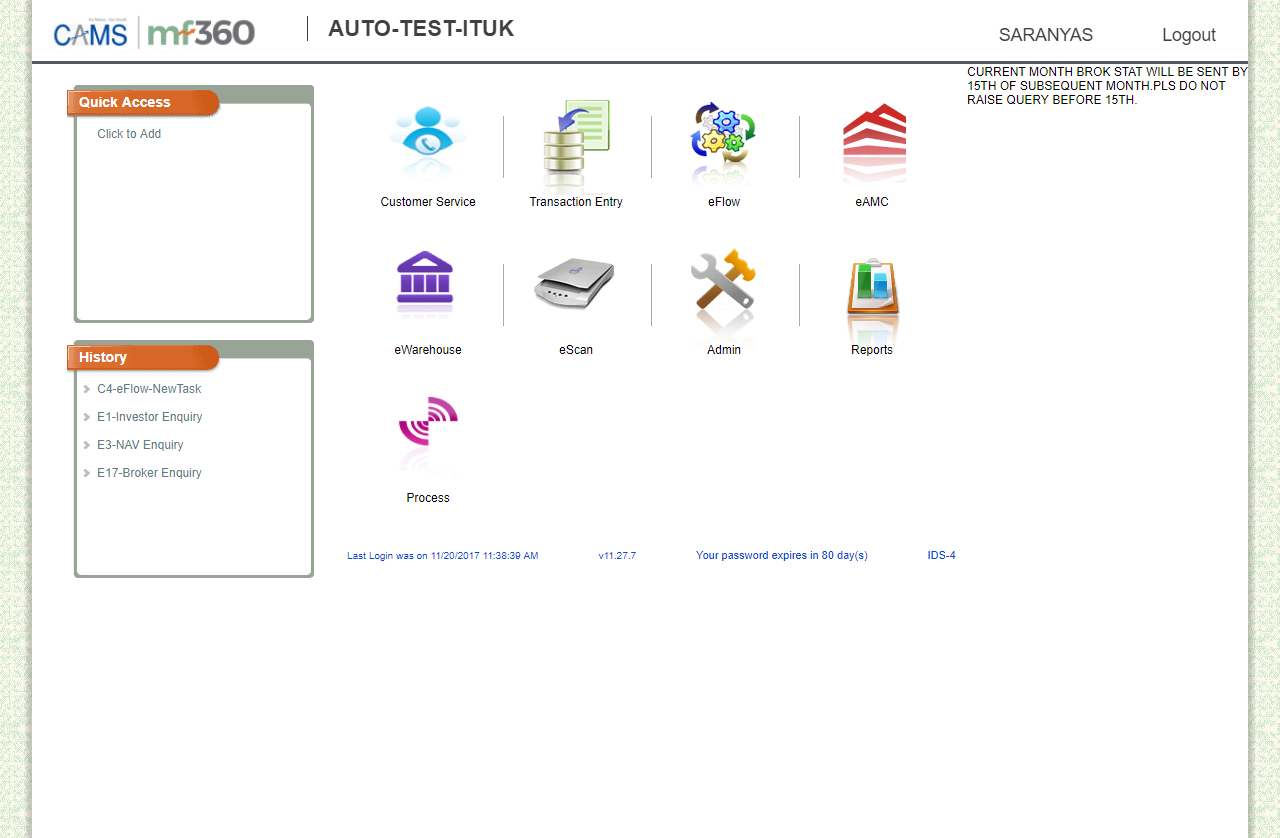 CAMS mf360
AUTO-TEST-ITUK
SARANYAS
Logout
CURRENT MONTH BROK STAT WILL BE SENT BY
15TH OF SUBSEQUENT MONTH.PLS DO NOT
RAISE QUERY BEFORE 15TH.
Quick Access
Click to Add
Customer Service
Transaction Entry
eFlow
eAMC
eWarehouse
eScan
Admin
Reports
History
C4-eFlow-NewTask
E1-Investor Enquiry
E3-NAV Enquiry
E17-Broker Enquiry
Process
Last Login was on 11/20/2017 11:38:39 AM
v11.27.7
Your password expires in 80 day(s)
IDS-4